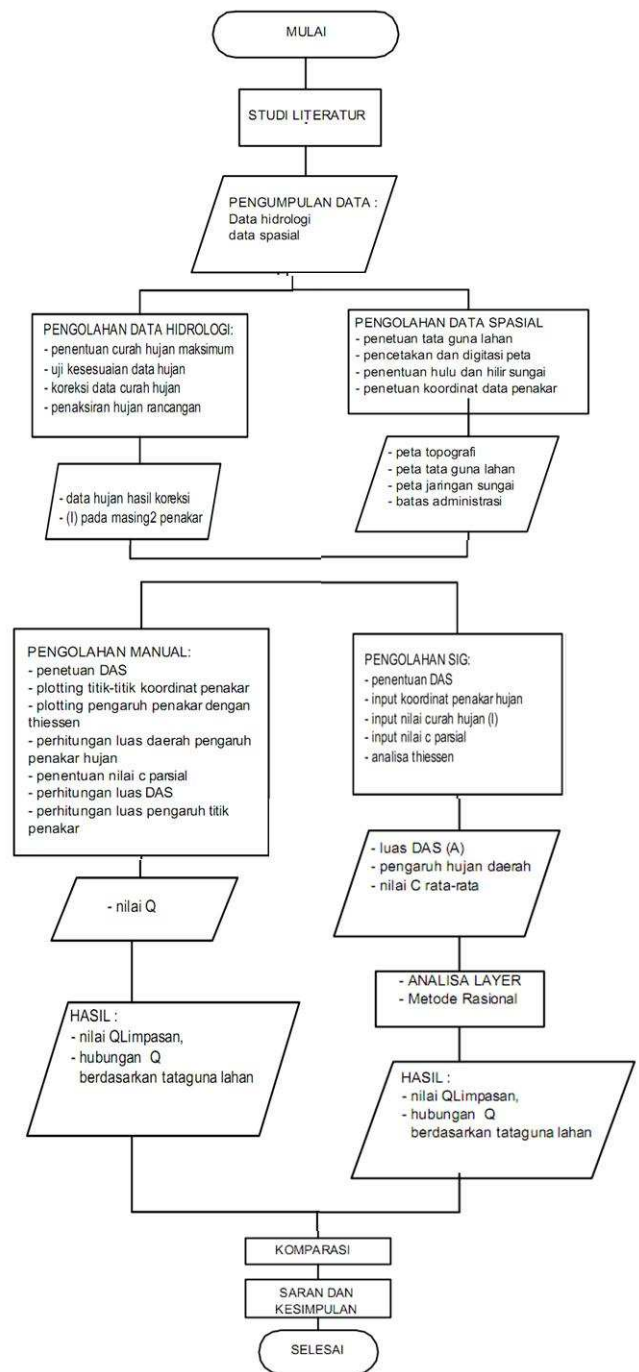 MULAI
STUDI LITERATUR
PENGUMPULAN DATA :
Data hidrologi
data spasial
PENGOLAHAN DATA HIDROLOGI:
- penentuan curah hujan maksimum
- uji kesesuaian data hujan
- koreksi data curah hujan
- penaksiran hujan rancangan
PENGOLAHAN DATA SPASIAL
- penetuan tata guna lahan
- pencetakan dan digitasi peta
- penentuan hulu dan hilir sungai
- penetuan koordinat data penakar
- data hujan hasil koreksi
- (I) pada masing2 penakar
- peta topografi
- peta tata guna lahan
- peta jaringan sungai
- batas administrasi
PENGOLAHAN MANUAL:
- penetuan DAS
- plotting titik-titik koordinat penakar
- plotting pengaruh penakar dengan
thiessen
- perhitungan luas daerah pengaruh
penakar hujan
- penentuan nilai c parsial
- perhitungan luas DAS
- perhitungan luas pengaruh titik
penakar
PENGOLAHAN SIG:
- penentuan DAS
- input koordinat penakar hujan
- input nilai curah hujan (I)
- input nilai c parsial
- analisa thiessen
- nilai Q
- luas DAS (A)
- pengaruh hujan daerah
- nilai C rata-rata
- ANALISA LAYER
- Metode Rasional
HASIL :
- nilai QLimpasan,
- hubungan Q
berdasarkan tataguna lahan
HASIL :
- nilai QLimpasan,
- hubungan Q
berdasarkan tataguna lahan
KOMPARASI
SARAN DAN
KESIMPULAN
SELESAI